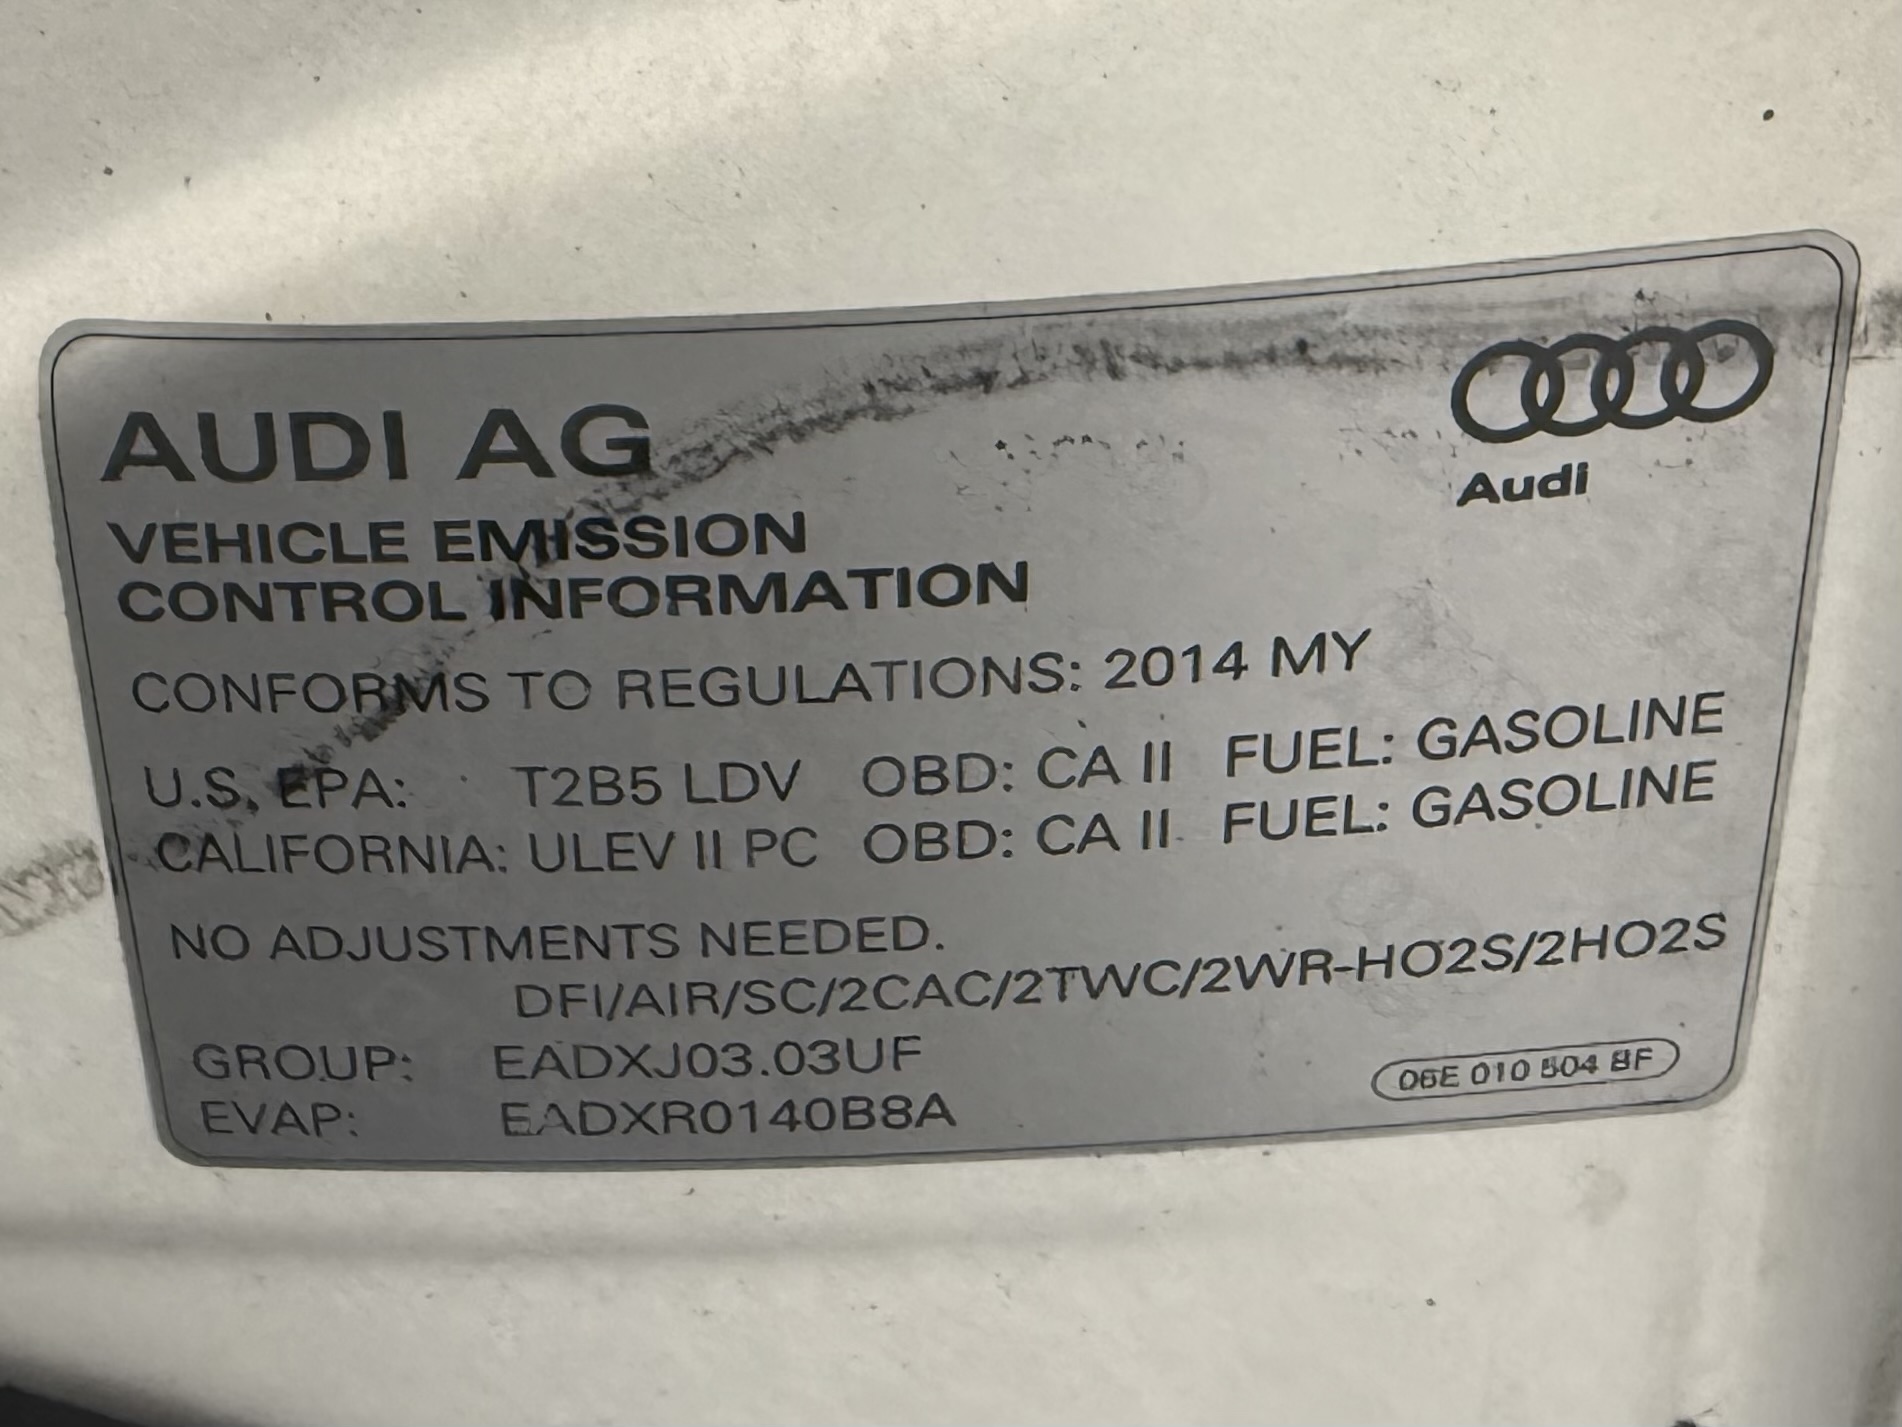 AUDI AG
Audi
VEHICLE EMISSION
CONTROL INFORMATION
CONFORMS TO REGULATIONS: 2014 MY
U.S. EPA: T2B5 LDV OBD: CA II FUEL: GASOLINE
CALIFORNIA: ULEV II PC OBD: CA II FUEL: GASOLINE
NO ADJUSTMENTS NEEDED.
DFI/AIR/SC/2CAC/2TWC/2WR-HO2S/2HO2S
GROUP: EADXJ03.03UF
EVAP: EADXR0140B8A
06E 010 504 BF